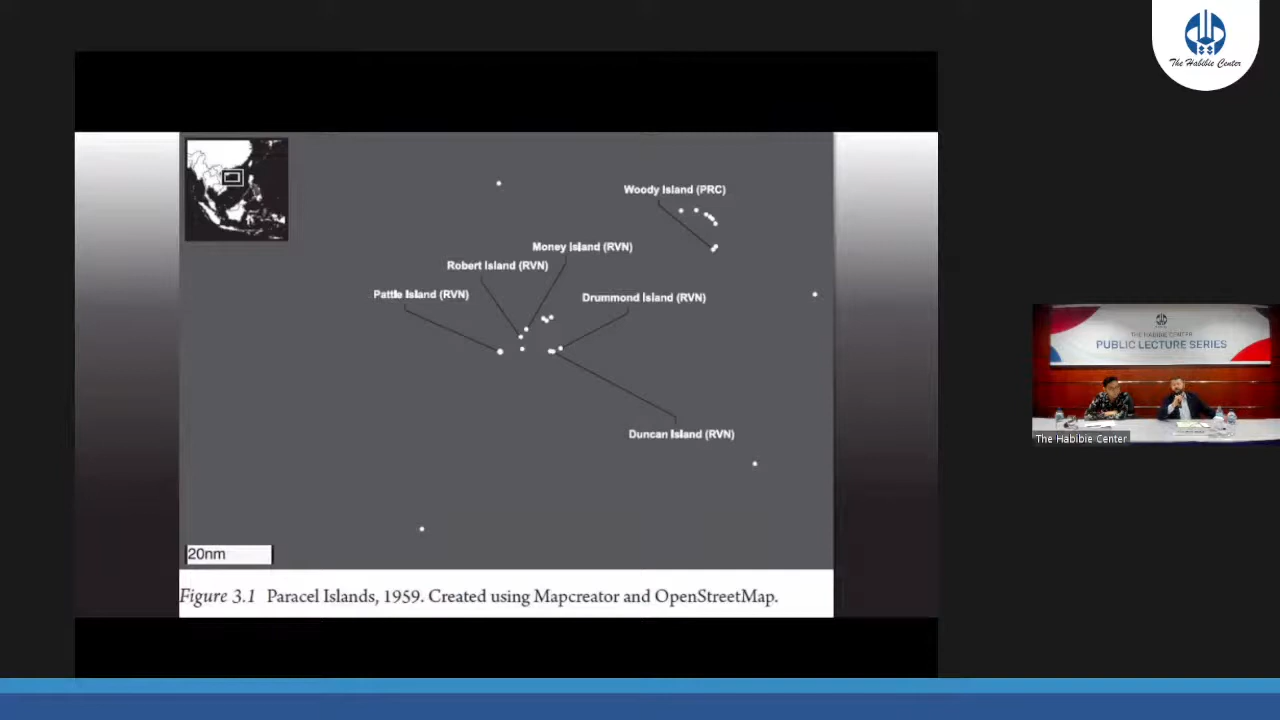 The Habibie Center
Woody Island (PRC)
Money Island (RVN)
Robert Island (RVN)
Pattle Island (RVN)
Drummond Island (RVN)
Duncan Island (RVN)
20nm
Figure 3.1 Paracel Islands, 1959. Created using Mapcreator and OpenStreetMap.
THE HABIBIE CENTER
PUBLIC LECTURE SERIES
The Habibie Center